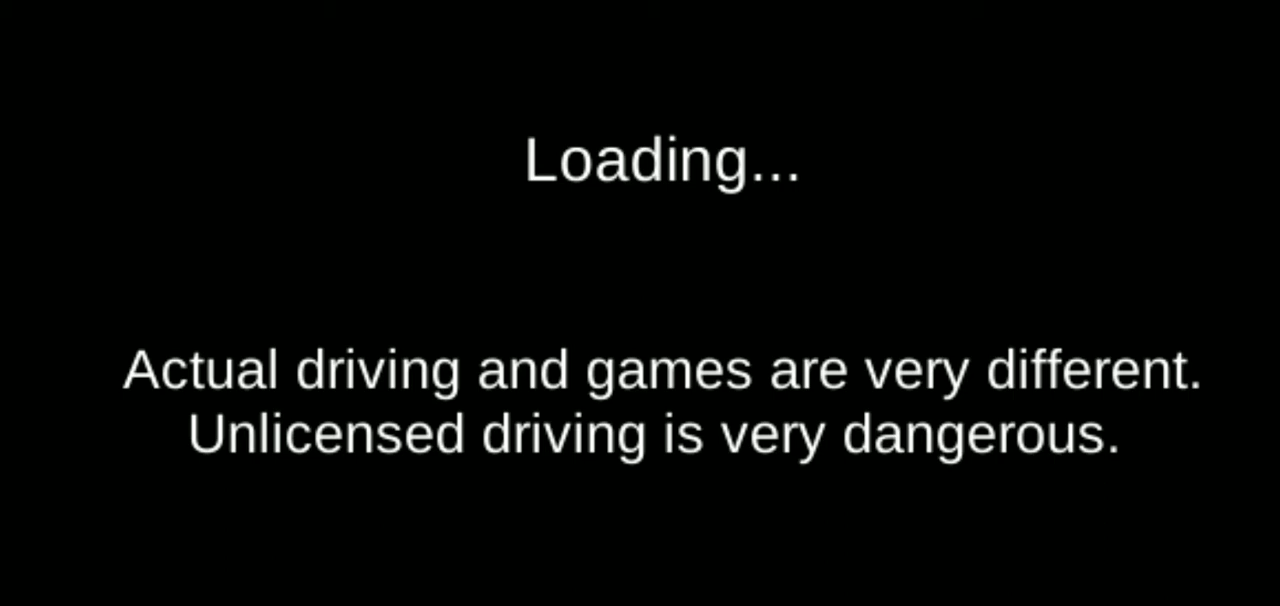 Loading...
Actual driving and games are very different.
Unlicensed driving is very dangerous.